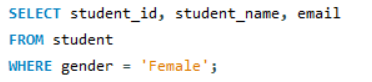 SELECT student_id, student_name, email
FROM student
WHERE gender = 'Female';